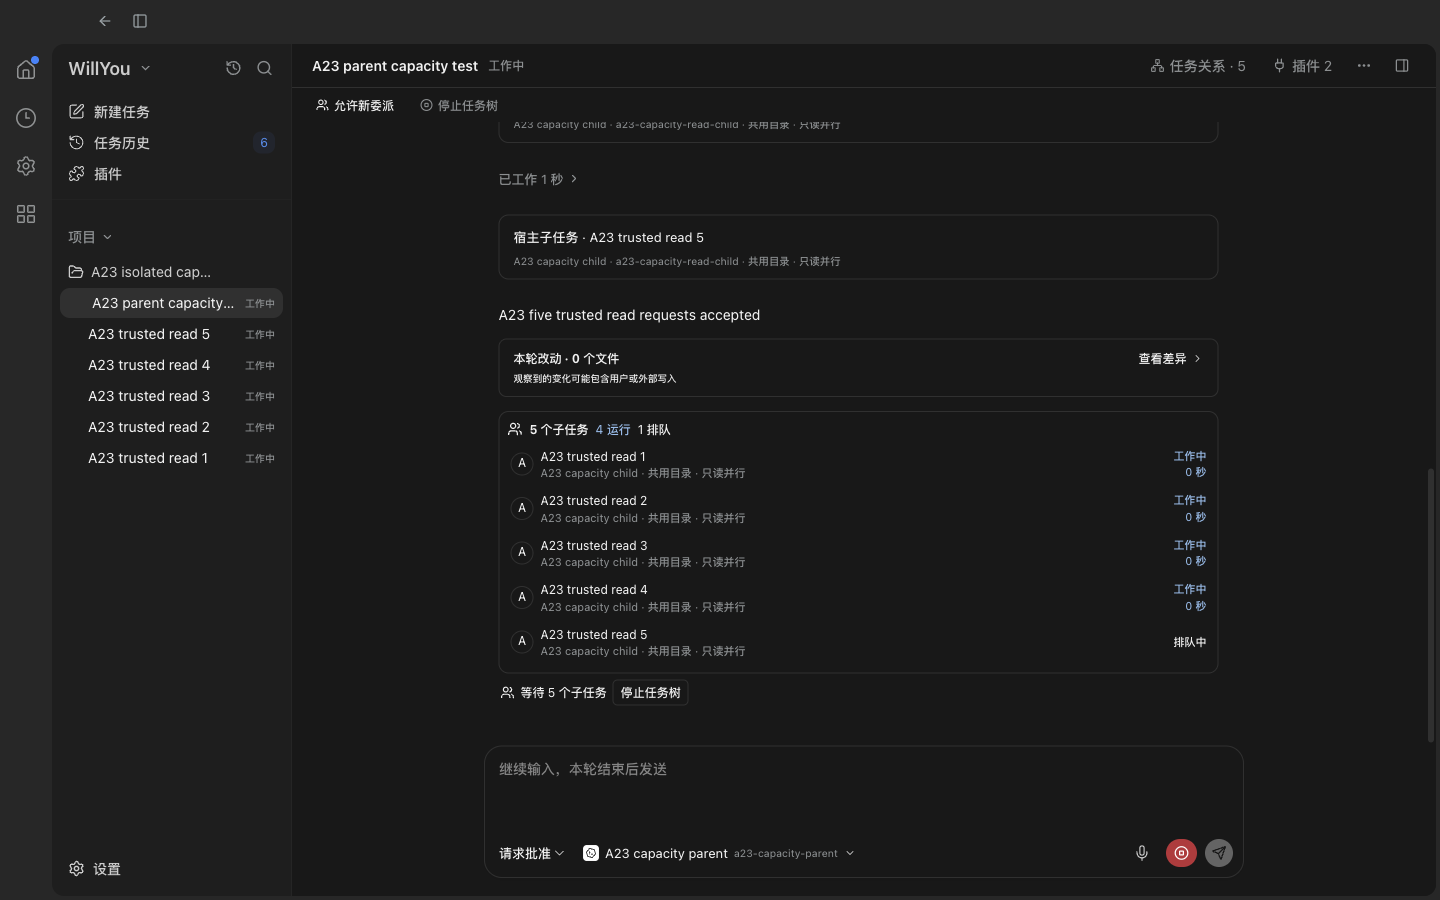 WillYou
新建任务
任务历史 6
插件
项目
A23 isolated cap...
A23 parent capacity... 工作中
A23 trusted read 5 工作中
A23 trusted read 4 工作中
A23 trusted read 3 工作中
A23 trusted read 2 工作中
A23 trusted read 1 工作中
设置
A23 parent capacity test 工作中
任务关系 · 5
插件 2
允许新委派
停止任务树
A23 capacity child · a23-capacity-read-child · 共用目录 · 只读并行
已工作 1 秒
宿主子任务 · A23 trusted read 5
A23 capacity child · a23-capacity-read-child · 共用目录 · 只读并行
A23 five trusted read requests accepted
本轮改动 · 0 个文件
查看差异
观察到的变化可能包含用户或外部写入
5 个子任务 4 运行 1 排队
A
A23 trusted read 1
A23 capacity child · 共用目录 · 只读并行
工作中
0 秒
A
A23 trusted read 2
A23 capacity child · 共用目录 · 只读并行
工作中
0 秒
A
A23 trusted read 3
A23 capacity child · 共用目录 · 只读并行
工作中
0 秒
A
A23 trusted read 4
A23 capacity child · 共用目录 · 只读并行
工作中
0 秒
A
A23 trusted read 5
A23 capacity child · 共用目录 · 只读并行
排队中
等待 5 个子任务
停止任务树
继续输入，本轮结束后发送
请求批准
A23 capacity parent a23-capacity-parent